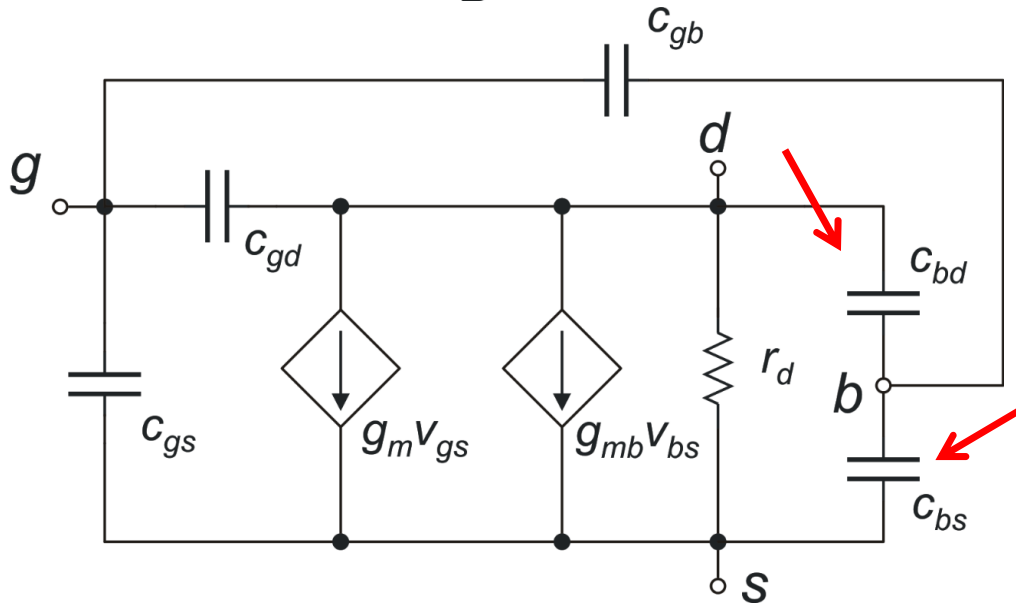 c_gb
d
g
c_gd
c_bd
r_d
b
c_gs
g_m v_gs
g_mb v_bs
c_bs
s